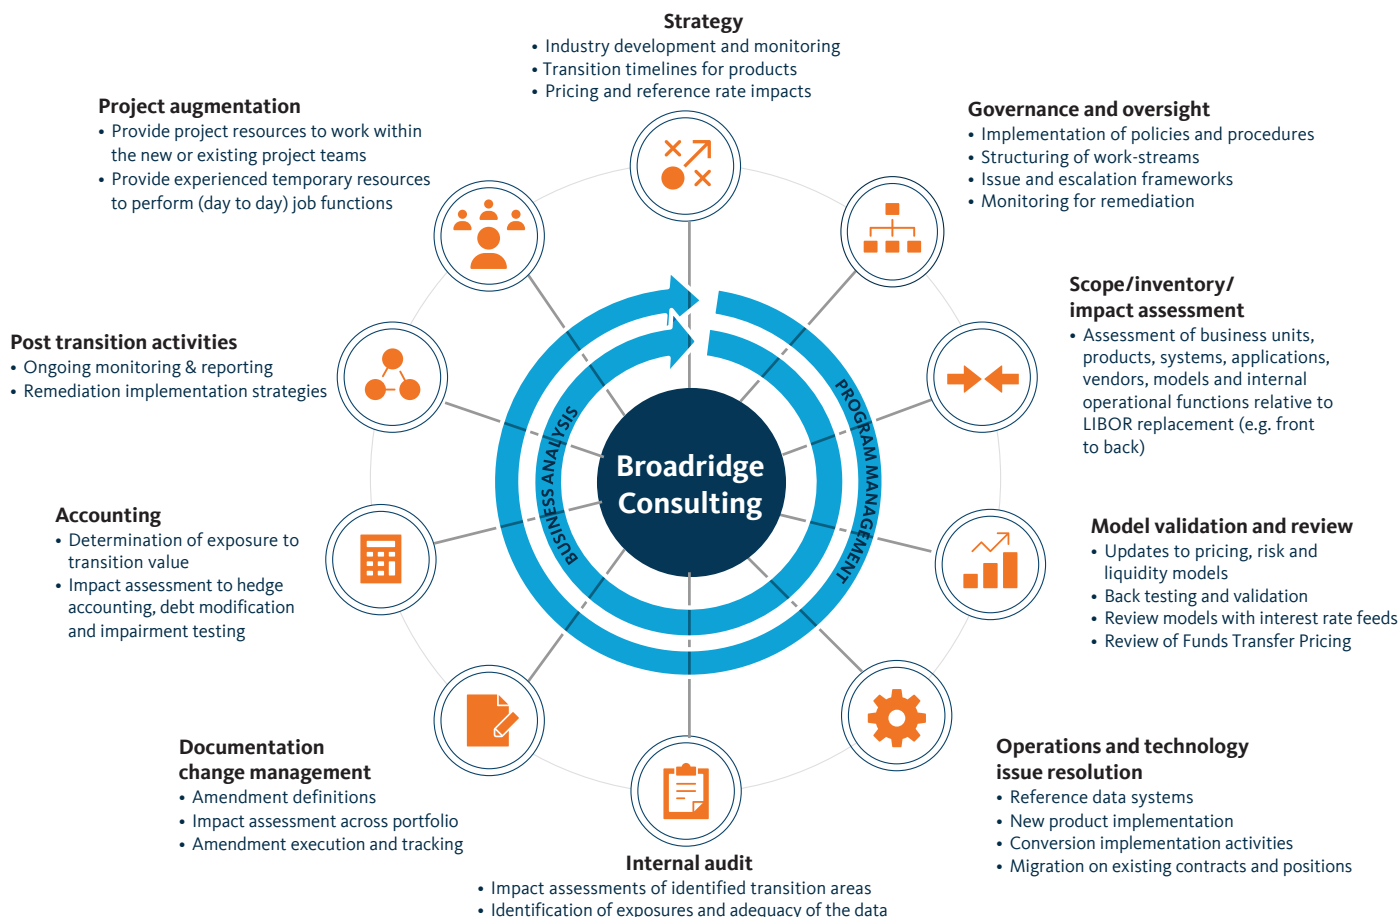 Strategy
• Industry development and monitoring
• Transition timelines for products
• Pricing and reference rate impacts
Governance and oversight
• Implementation of policies and procedures
• Structuring of work-streams
• Issue and escalation frameworks
• Monitoring for remediation
Scope/inventory/
impact assessment
• Assessment of business units,
products, systems, applications,
vendors, models and internal
operational functions relative to
LIBOR replacement (e.g. front
to back)
Model validation and review
• Updates to pricing, risk and
liquidity models
• Back testing and validation
• Review models with interest rate feeds
• Review of Funds Transfer Pricing
Operations and technology
issue resolution
• Reference data systems
• New product implementation
• Conversion implementation activities
• Migration on existing contracts and positions
Internal audit
• Impact assessments of identified transition areas
• Identification of exposures and adequacy of the data
Documentation
change management
• Amendment definitions
• Impact assessment across portfolio
• Amendment execution and tracking
Accounting
• Determination of exposure to
transition value
• Impact assessment to hedge
accounting, debt modification
and impairment testing
Post transition activities
• Ongoing monitoring & reporting
• Remediation implementation strategies
Project augmentation
• Provide project resources to work within
the new or existing project teams
• Provide experienced temporary resources
to perform (day to day) job functions
BUSINESS ANALYSIS
PROGRAM MANAGEMENT
Broadridge
Consulting